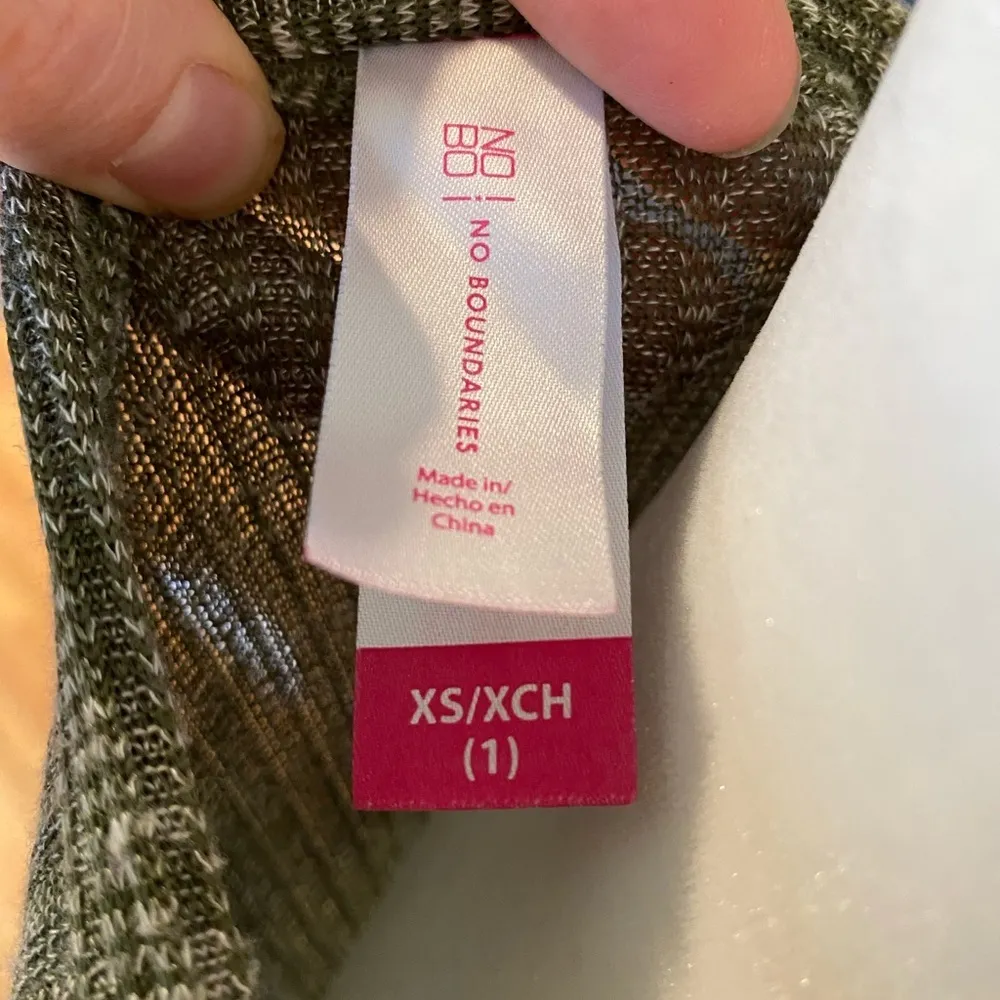 NO
BO
NO BOUNDARIES
Made in/
Hecho en
China
XS/XCH
(1)